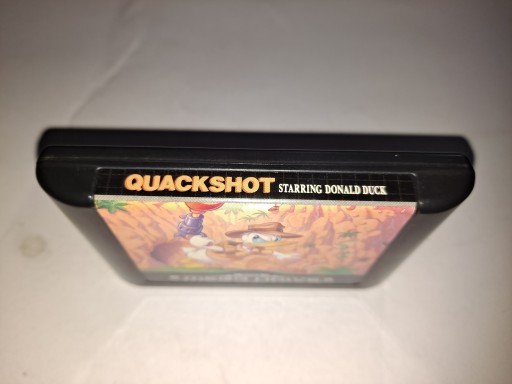 QUACKSHOT STARRING DONALD DUCK